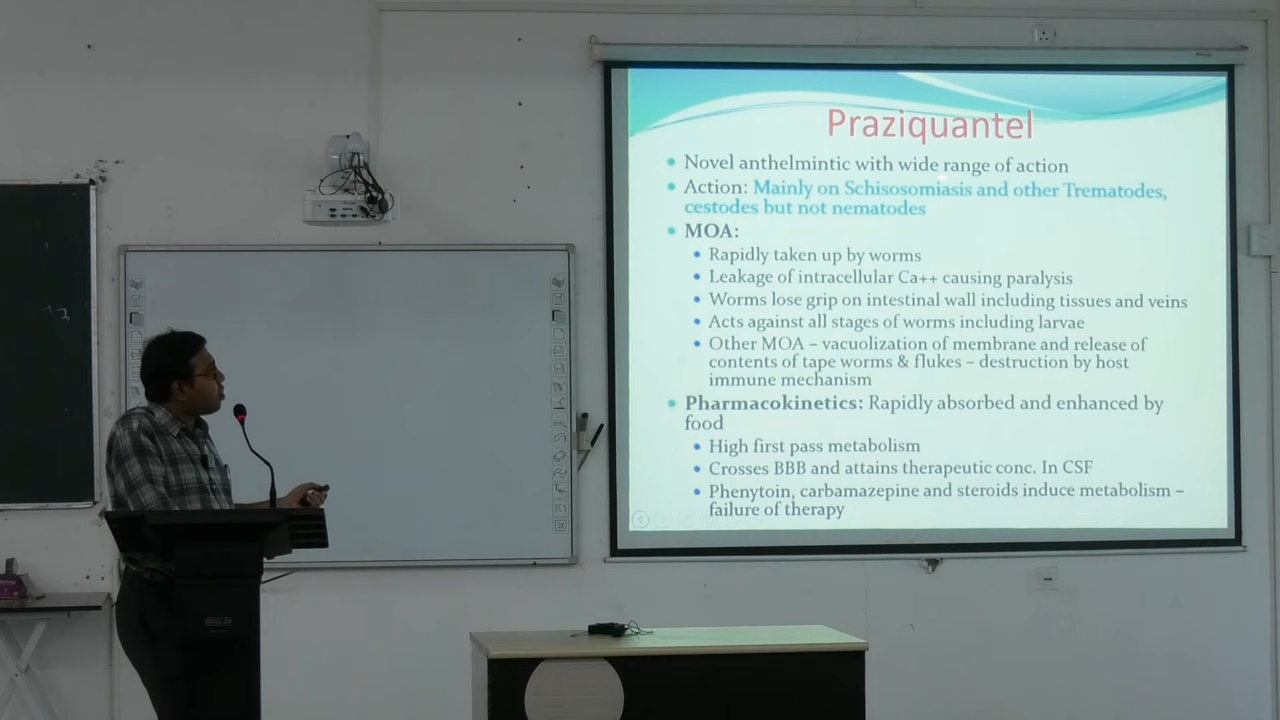 Praziquantel
Novel anthelmintic with wide range of action
Action: Mainly on Schisosomiasis and other Trematodes,
cestodes but not nematodes
MOA:
Rapidly taken up by worms
Leakage of intracellular Ca++ causing paralysis
Worms lose grip on intestinal wall including tissues and veins
Acts against all stages of worms including larvae
Other MOA – vacuolization of membrane and release of
contents of tape worms & flukes – destruction by host
immune mechanism
Pharmacokinetics: Rapidly absorbed and enhanced by
food
High first pass metabolism
Crosses BBB and attains therapeutic conc. In CSF
Phenytoin, carbamazepine and steroids induce metabolism –
failure of therapy